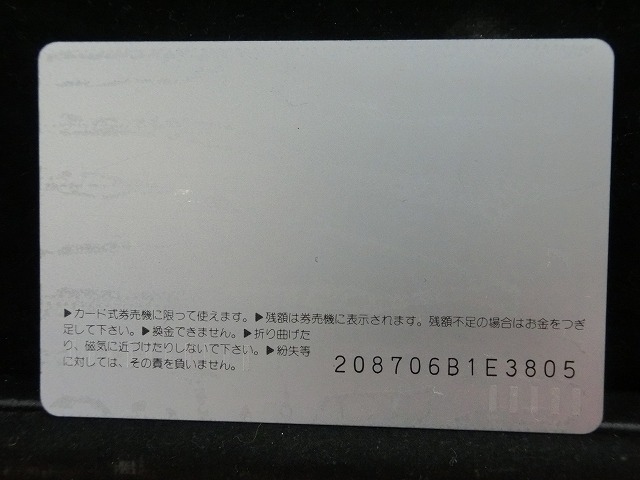 ▶カード式券売機に限って使えます。▶残額は券売機に表示されます。残額不足の場合はお金をつぎ
足して下さい。▶換金できません。▶折り曲げた
り、磁気に近づけたりしないで下さい。▶紛失等
に対しては、その責を負いません。
208706B1E3805